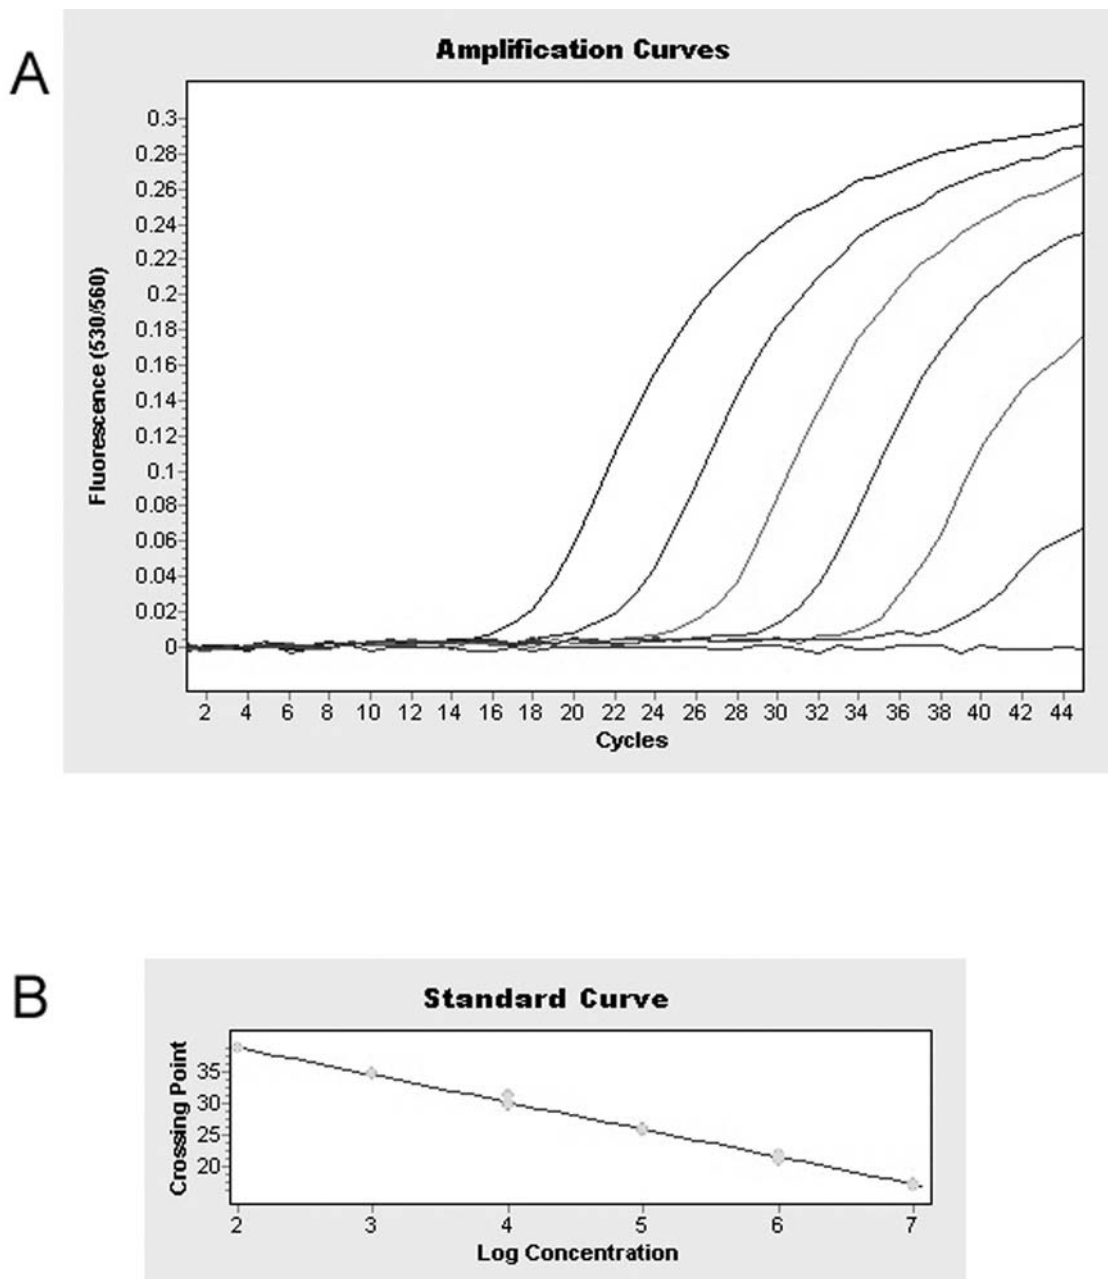 A
Amplification Curves
0.3
0.28
0.26
0.24
0.22
0.2
0.18
0.16
0.14
0.12
0.1
0.08
0.06
0.04
0.02
0
Fluorescence (530/560)
2 4 6 8 10 12 14 16 18 20 22 24 26 28 30 32 34 36 38 40 42 44
Cycles
B
Standard Curve
35
30
25
20
Crossing Point
2 3 4 5 6 7
Log Concentration